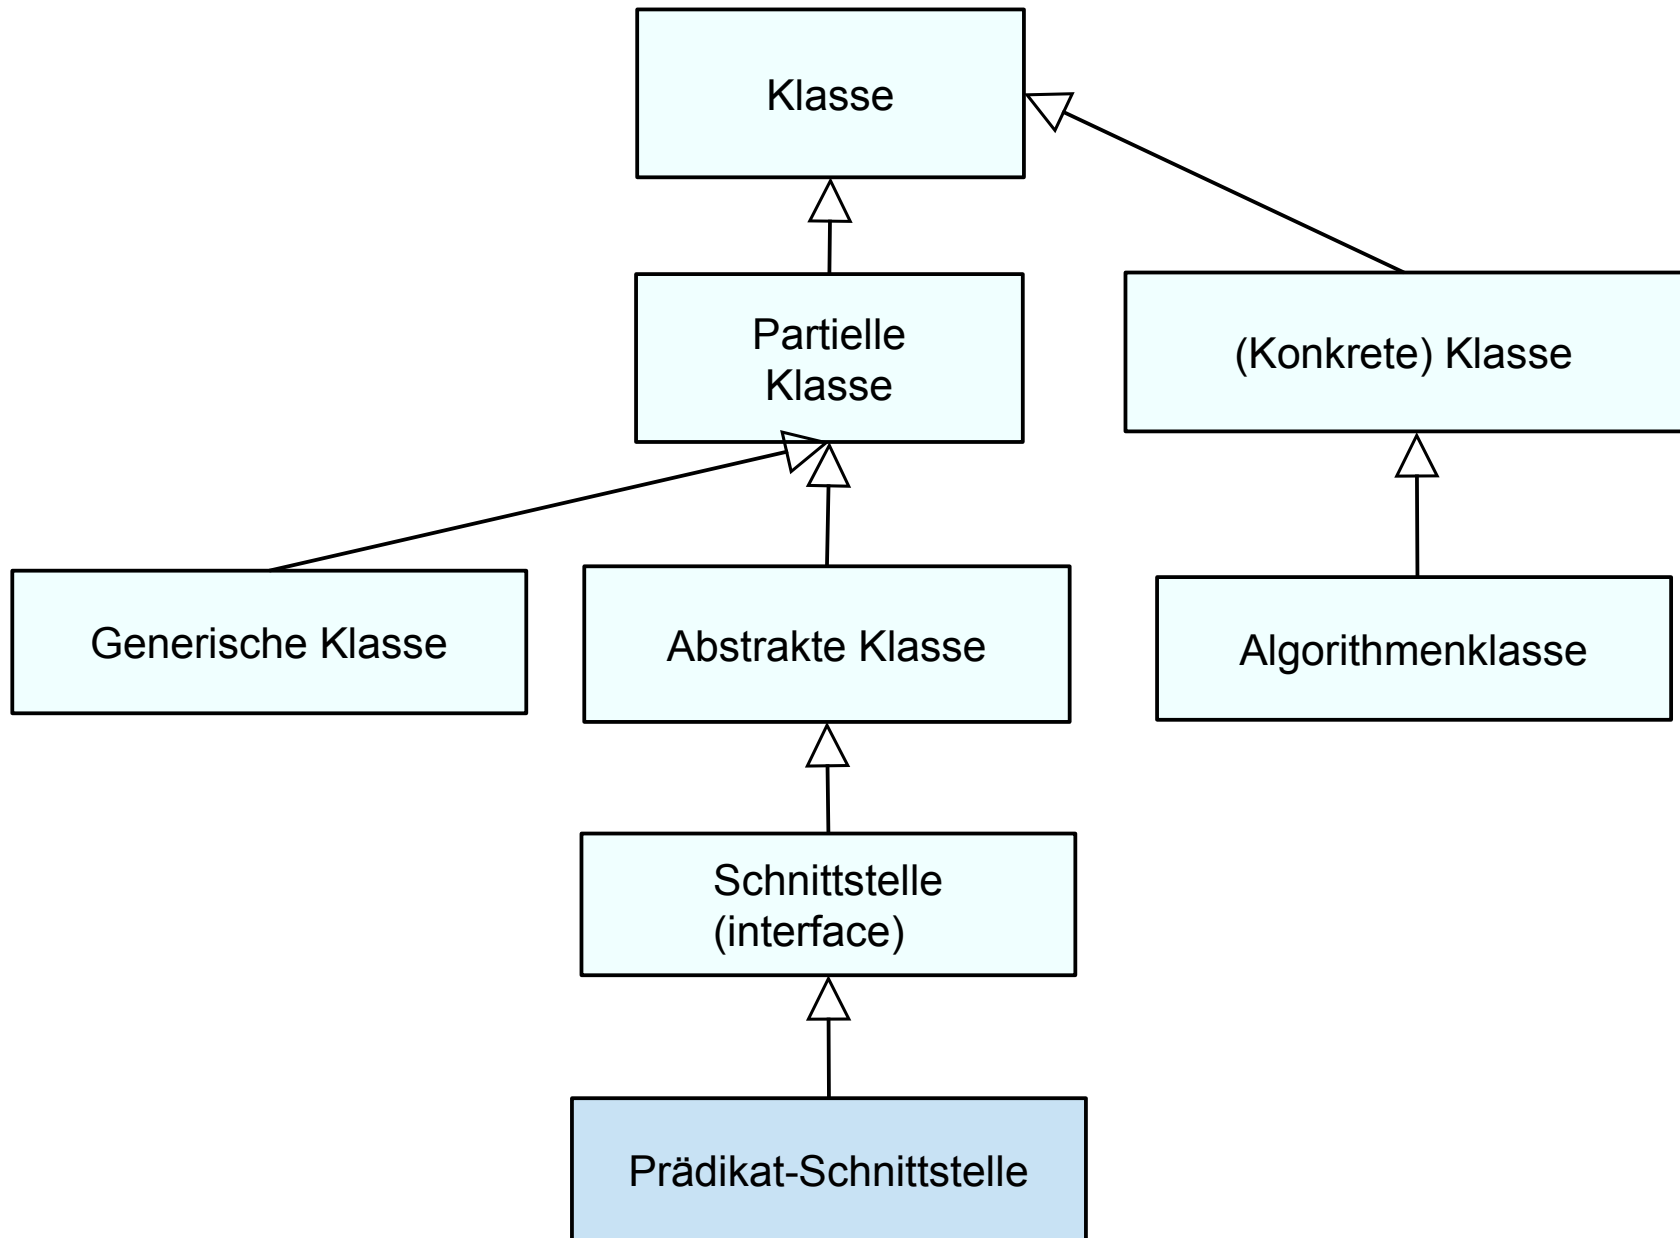 Klasse
Partielle
Klasse
(Konkrete) Klasse
Generische Klasse
Abstrakte Klasse
Algorithmenklasse
Schnittstelle
(interface)
Prädikat-Schnittstelle